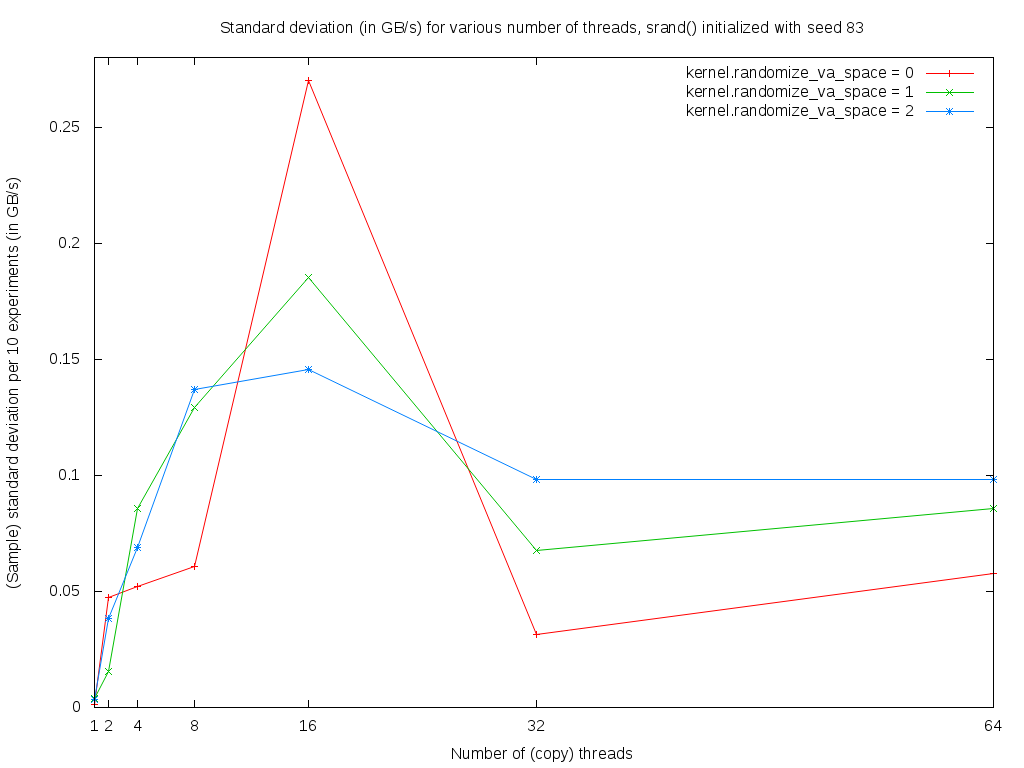 Standard deviation (in GB/s) for various number of threads, srand() initialized with seed 83
kernel.randomize_va_space = 0
kernel.randomize_va_space = 1
kernel.randomize_va_space = 2
(Sample) standard deviation per 10 experiments (in GB/s)
0.25
0.2
0.15
0.1
0.05
0
1 2 4 8 16 32 64
Number of (copy) threads